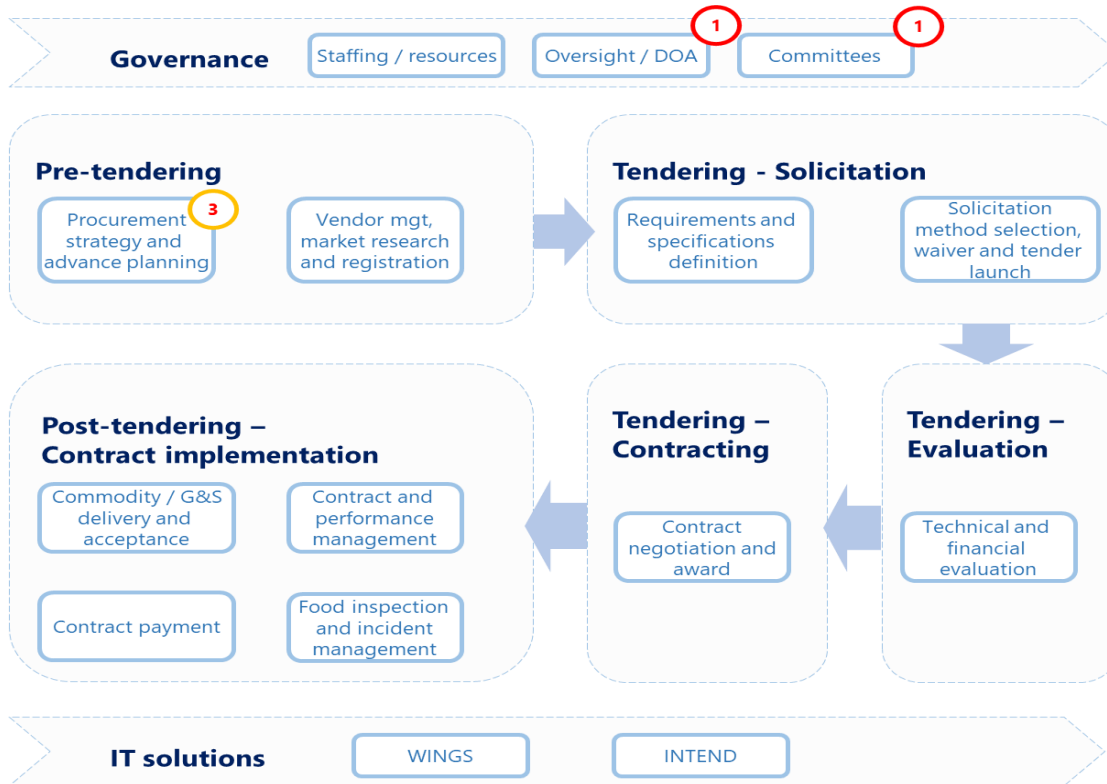 Governance
Staffing / resources
Oversight / DOA
1
Committees
1
Pre-tendering
Procurement
strategy and
advance planning
3
Vendor mgt,
market research
and registration
Tendering - Solicitation
Requirements and
specifications
definition
Solicitation
method selection,
waiver and tender
launch
Tendering –
Evaluation
Technical and
financial
evaluation
Tendering –
Contracting
Contract
negotiation and
award
Post-tendering –
Contract implementation
Commodity / G&S
delivery and
acceptance
Contract and
performance
management
Contract payment
Food inspection
and incident
management
IT solutions
WINGS
INTEND